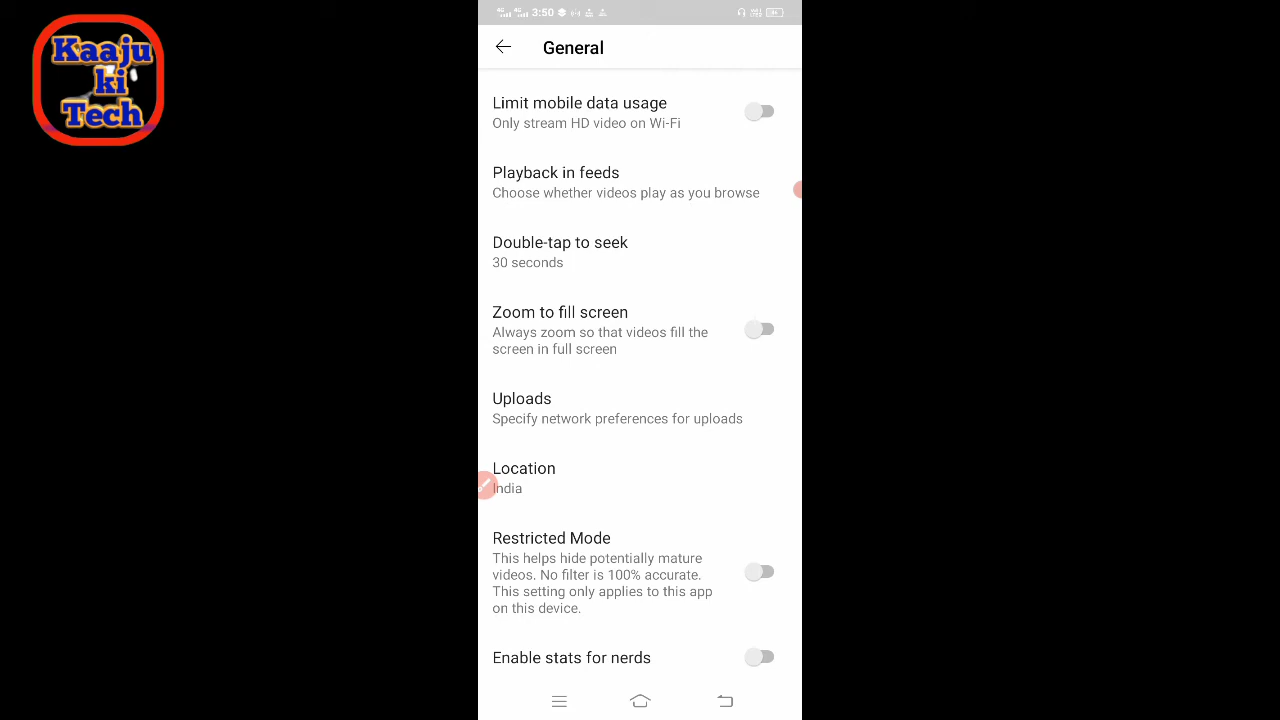 Kaaju
ki
Tech
4G 4G 3:50
General
Limit mobile data usage
Only stream HD video on Wi-Fi
Playback in feeds
Choose whether videos play as you browse
Double-tap to seek
30 seconds
Zoom to fill screen
Always zoom so that videos fill the
screen in full screen
Uploads
Specify network preferences for uploads
Location
India
Restricted Mode
This helps hide potentially mature
videos. No filter is 100% accurate.
This setting only applies to this app
on this device.
Enable stats for nerds